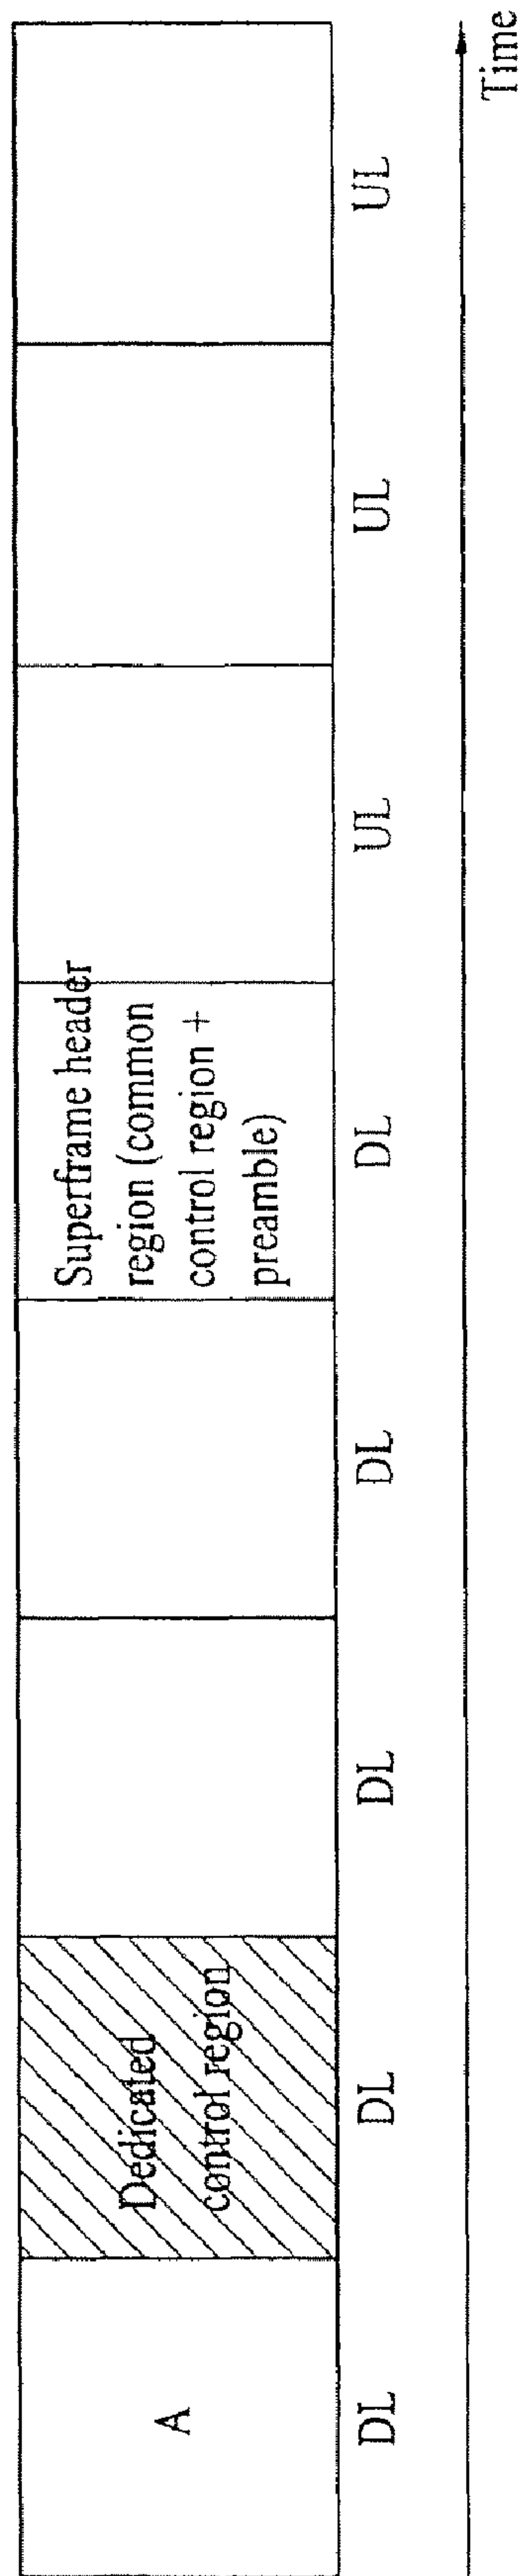 A
Dedicated
control region
Superframe header
region (common
control region +
preamble)
DL
DL
DL
DL
DL
UL
UL
UL
Time